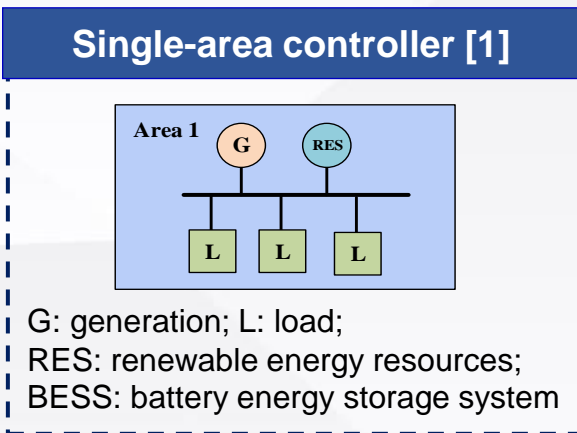 Single-area controller [1]
Area 1
G
RES
L
L
L
G: generation; L: load;
RES: renewable energy resources;
BESS: battery energy storage system